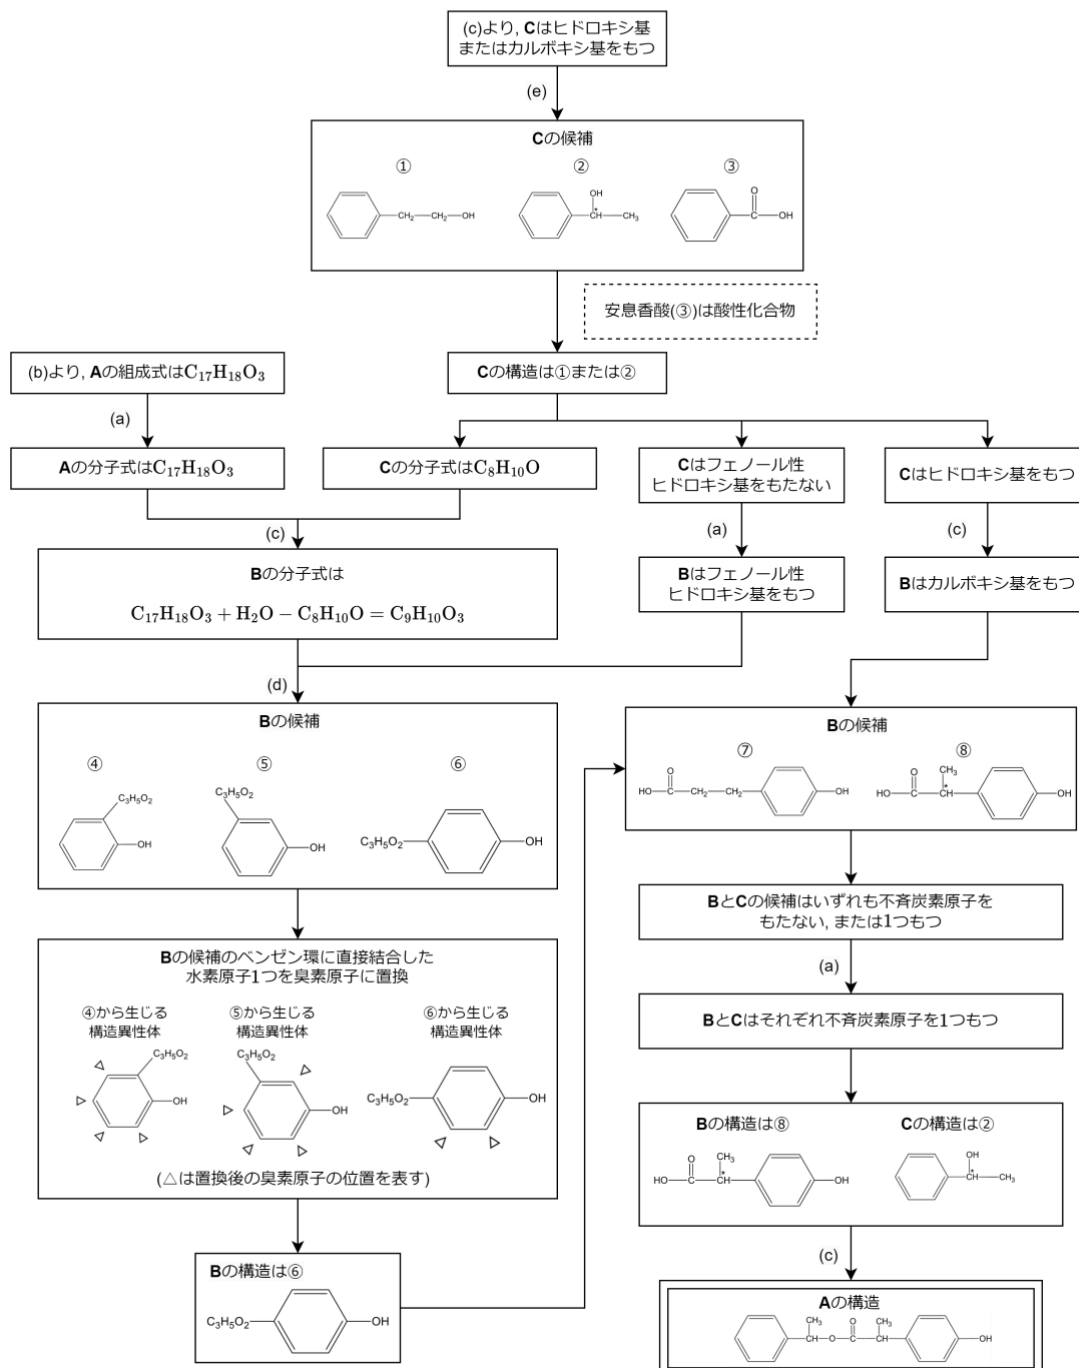 (c)より, Cはヒドロキシ基
またはカルボキシ基をもつ
(e)
Cの候補
① ② ③
CH₂ CH₂ OH
OH
*
CH CH₃
O
C OH
安息香酸(③)は酸性化合物
(b)より, Aの組成式はC₁₇H₁₈O₃
Cの構造は①または②
(a)
Aの分子式はC₁₇H₁₈O₃
Cの分子式はC₈H₁₀O
Cはフェノール性
ヒドロキシ基をもたない
Cはヒドロキシ基をもつ
(c)
(a)
(c)
Bの分子式は
C₁₇H₁₈O₃ + H₂O − C₈H₁₀O = C₉H₁₀O₃
Bはフェノール性
ヒドロキシ基をもつ
Bはカルボキシ基をもつ
(d)
Bの候補
④ ⑤ ⑥
C₃H₅O₂
OH
C₃H₅O₂
OH
C₃H₅O₂ OH
Bの候補
⑦ ⑧
O
HO C CH₂ CH₂ OH
O CH₃
*
HO C CH OH
BとCの候補はいずれも不斉炭素原子を
もたない, または1つもつ
(a)
Bの候補のベンゼン環に直接結合した
水素原子1つを臭素原子に置換
④から生じる
構造異性体
⑤から生じる
構造異性体
⑥から生じる
構造異性体
C₃H₅O₂
OH
C₃H₅O₂
OH
C₃H₅O₂ OH
(△は置換後の臭素原子の位置を表す)
BとCはそれぞれ不斉炭素原子を1つもつ
Bの構造は⑧
O CH₃
*
HO C CH OH
Cの構造は②
OH
*
CH CH₃
(c)
Bの構造は⑥
C₃H₅O₂ OH
Aの構造
CH₃ O CH₃
CH O C CH OH